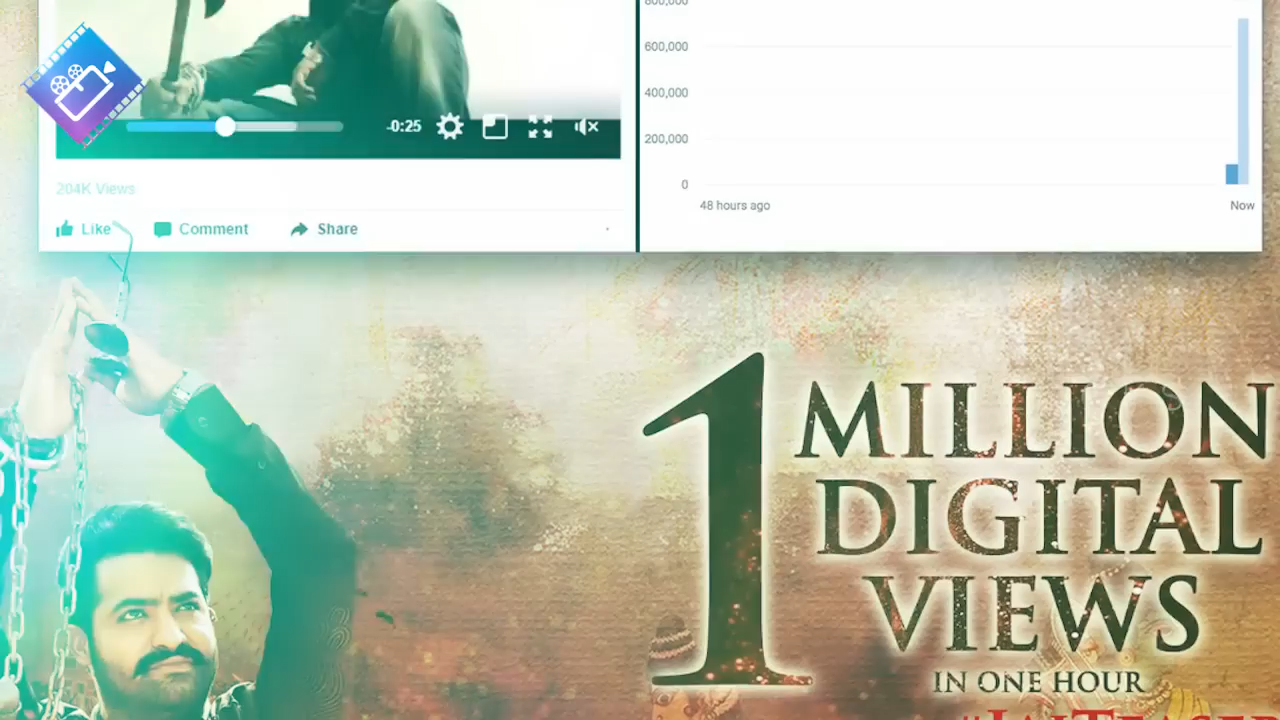 800,000
600,000
400,000
200,000
0
48 hours ago
Now
-0:25
204K Views
Like
Comment
Share
1
MILLION
DIGITAL
VIEWS
IN ONE HOUR